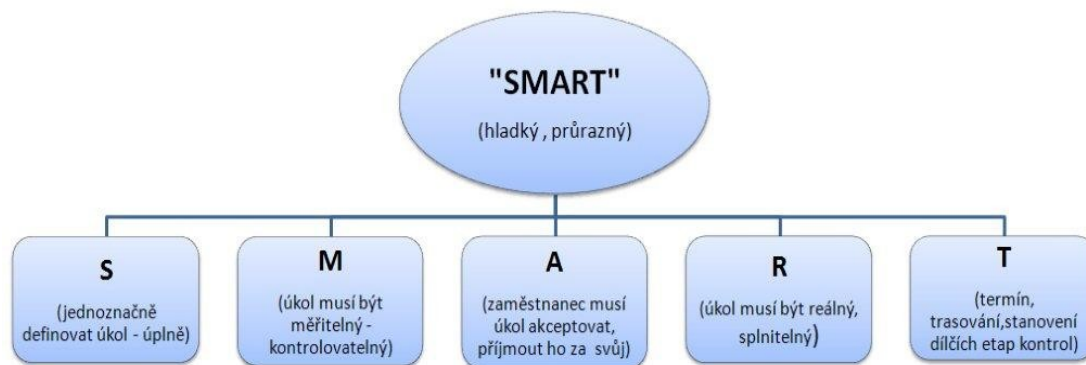 "SMART"
(hladký , průrazný)
S
(jednoznačně
definovat úkol - úplně)
M
(úkol musí být
měřitelný -
kontrolovatelný)
A
(zaměstnanec musí
úkol akceptovat,
příjmout ho za svůj)
R
(úkol musí být reálný,
splnitelný)
T
(termín,
trasování,stanovení
dílčích etap kontrol)